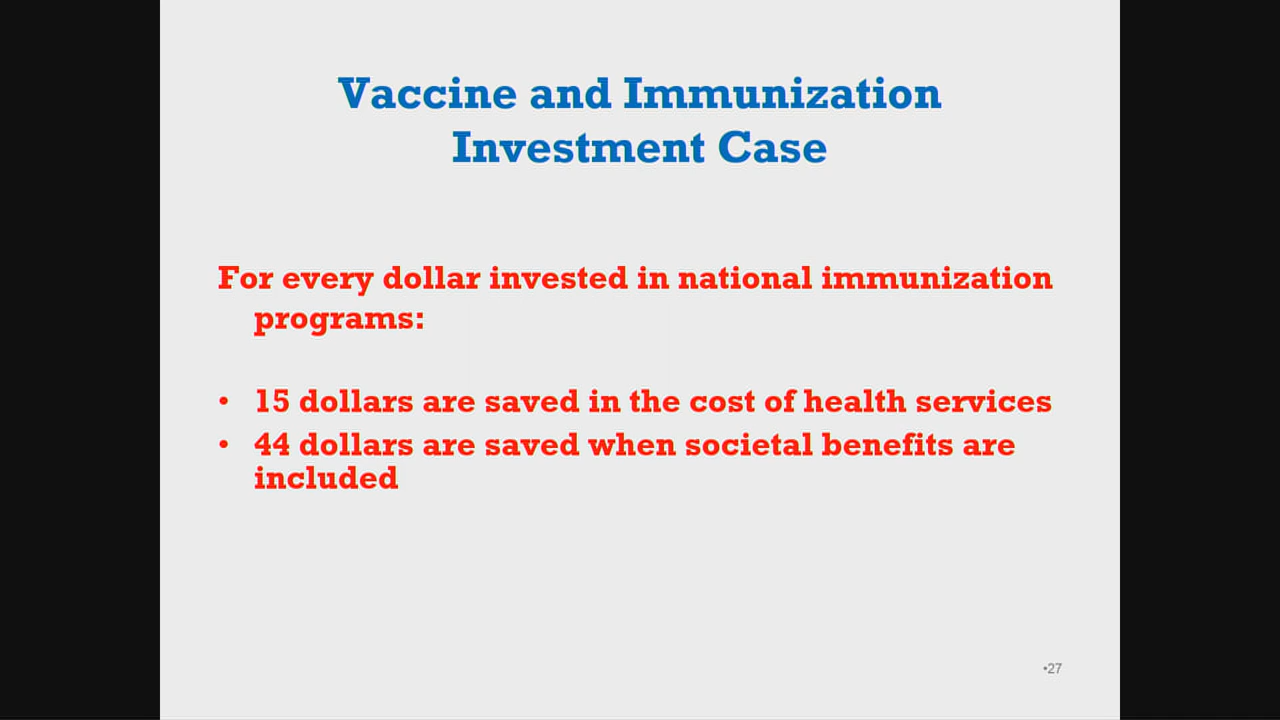 Vaccine and Immunization
Investment Case
For every dollar invested in national immunization
programs:
• 15 dollars are saved in the cost of health services
• 44 dollars are saved when societal benefits are
included
•27